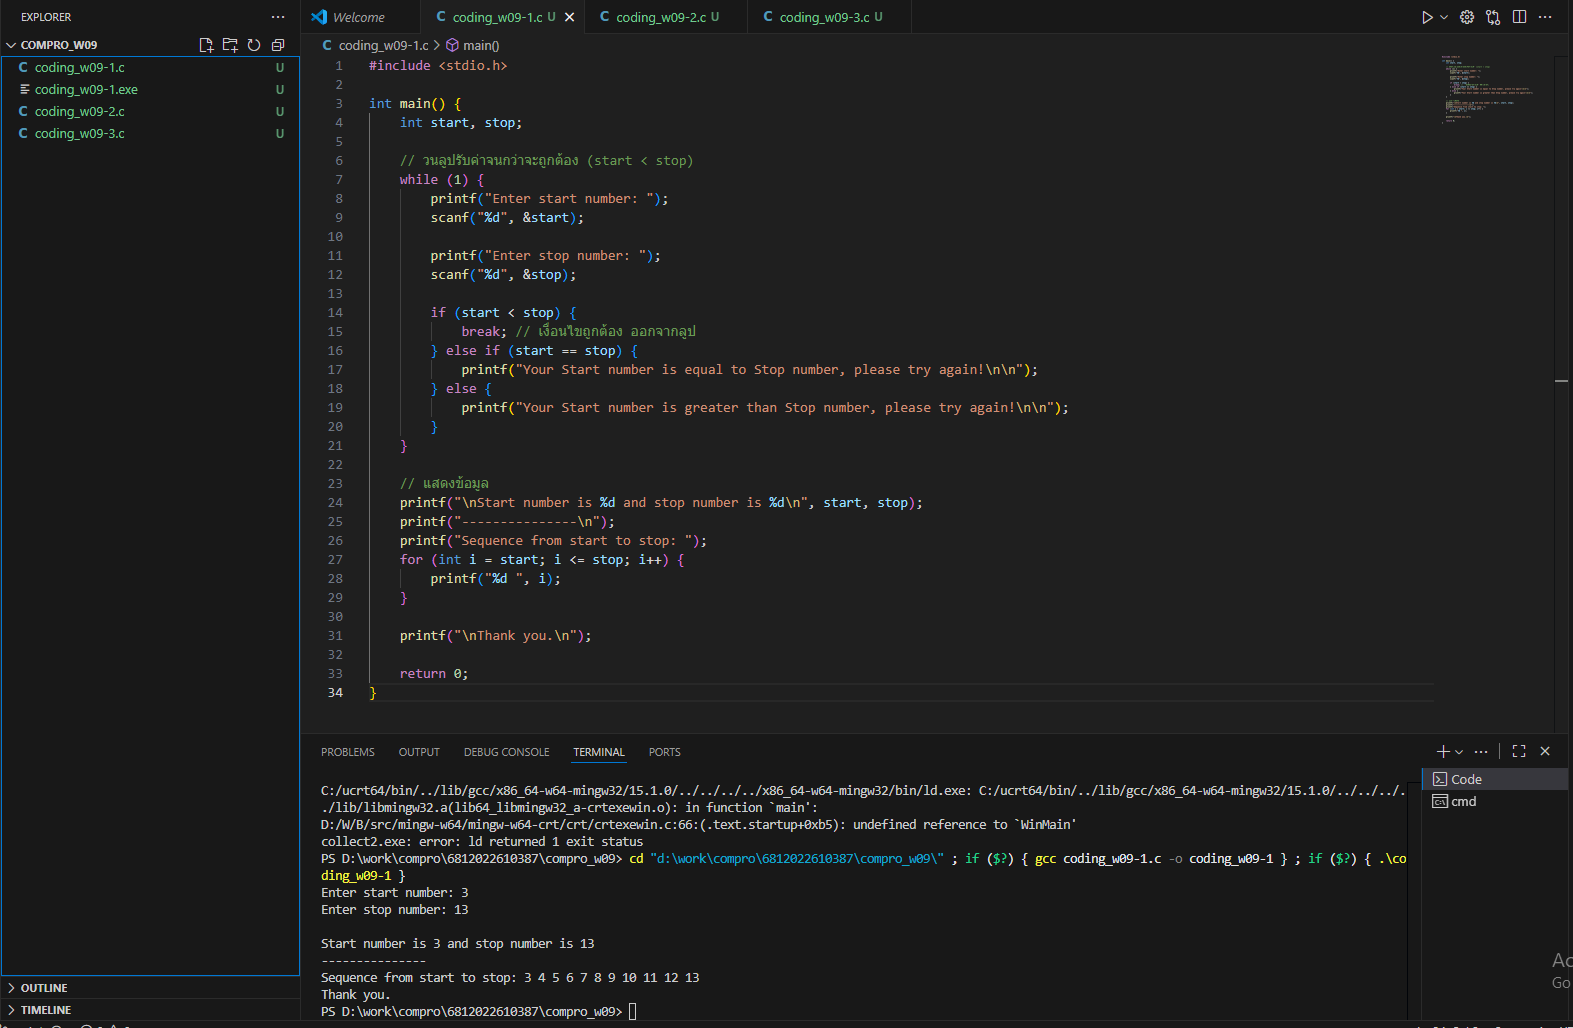 EXPLORER
COMPRO_W09
coding_w09-1.c U
coding_w09-1.exe U
coding_w09-2.c U
coding_w09-3.c U
OUTLINE
TIMELINE
Welcome
coding_w09-1.c U
coding_w09-2.c U
coding_w09-3.c U
coding_w09-1.c > main()
1 #include <stdio.h>
2
3 int main() {
4     int start, stop;
5
6     // วนลูปรับค่าจนกว่าจะถูกต้อง (start < stop)
7     while (1) {
8         printf("Enter start number: ");
9         scanf("%d", &start);
10
11         printf("Enter stop number: ");
12         scanf("%d", &stop);
13
14         if (start < stop) {
15             break; // เงื่อนไขถูกต้อง ออกจากลูป
16         } else if (start == stop) {
17             printf("Your Start number is equal to Stop number, please try again!\n\n");
18         } else {
19             printf("Your Start number is greater than Stop number, please try again!\n\n");
20         }
21     }
22
23     // แสดงข้อมูล
24     printf("\nStart number is %d and stop number is %d\n", start, stop);
25     printf("---------------\n");
26     printf("Sequence from start to stop: ");
27     for (int i = start; i <= stop; i++) {
28         printf("%d ", i);
29     }
30
31     printf("\nThank you.\n");
32
33     return 0;
34 }
PROBLEMS OUTPUT DEBUG CONSOLE TERMINAL PORTS
C:/ucrt64/bin/../lib/gcc/x86_64-w64-mingw32/15.1.0/../../../../x86_64-w64-mingw32/bin/ld.exe: C:/ucrt64/bin/../lib/gcc/x86_64-w64-mingw32/15.1.0/../../../.
./lib/libmingw32.a(lib64_libmingw32_a-crtexewin.o): in function `main':
D:/W/B/src/mingw-w64/mingw-w64-crt/crt/crtexewin.c:66:(.text.startup+0xb5): undefined reference to `WinMain'
collect2.exe: error: ld returned 1 exit status
PS D:\work\compro\6812022610387\compro_w09> cd "d:\work\compro\6812022610387\compro_w09\" ; if ($?) { gcc coding_w09-1.c -o coding_w09-1 } ; if ($?) { .\co
ding_w09-1 }
Enter start number: 3
Enter stop number: 13

Start number is 3 and stop number is 13
---------------
Sequence from start to stop: 3 4 5 6 7 8 9 10 11 12 13
Thank you.
PS D:\work\compro\6812022610387\compro_w09>
Code
cmd
Ac
Go